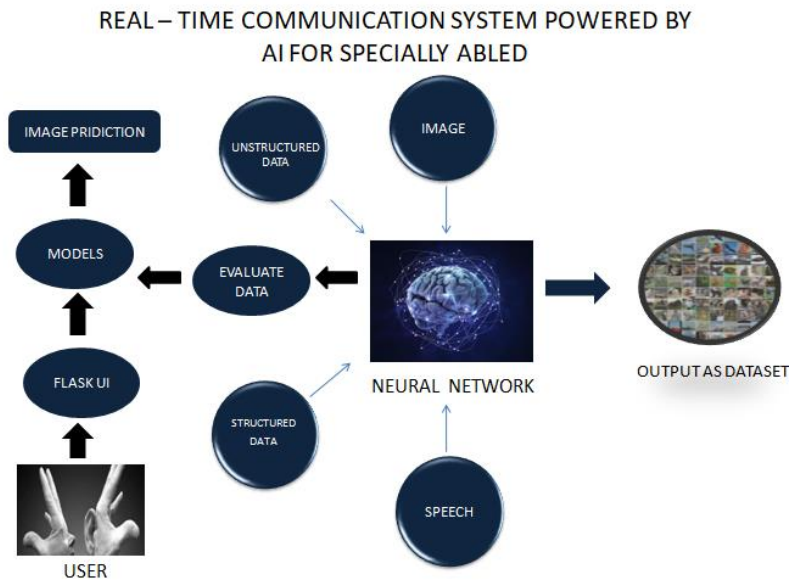 REAL – TIME COMMUNICATION SYSTEM POWERED BY
AI FOR SPECIALLY ABLED
IMAGE PRIDICTION
UNSTRUCTURED
DATA
IMAGE
MODELS
EVALUATE
DATA
FLASK UI
NEURAL NETWORK
OUTPUT AS DATASET
STRUCTURED
DATA
SPEECH
USER